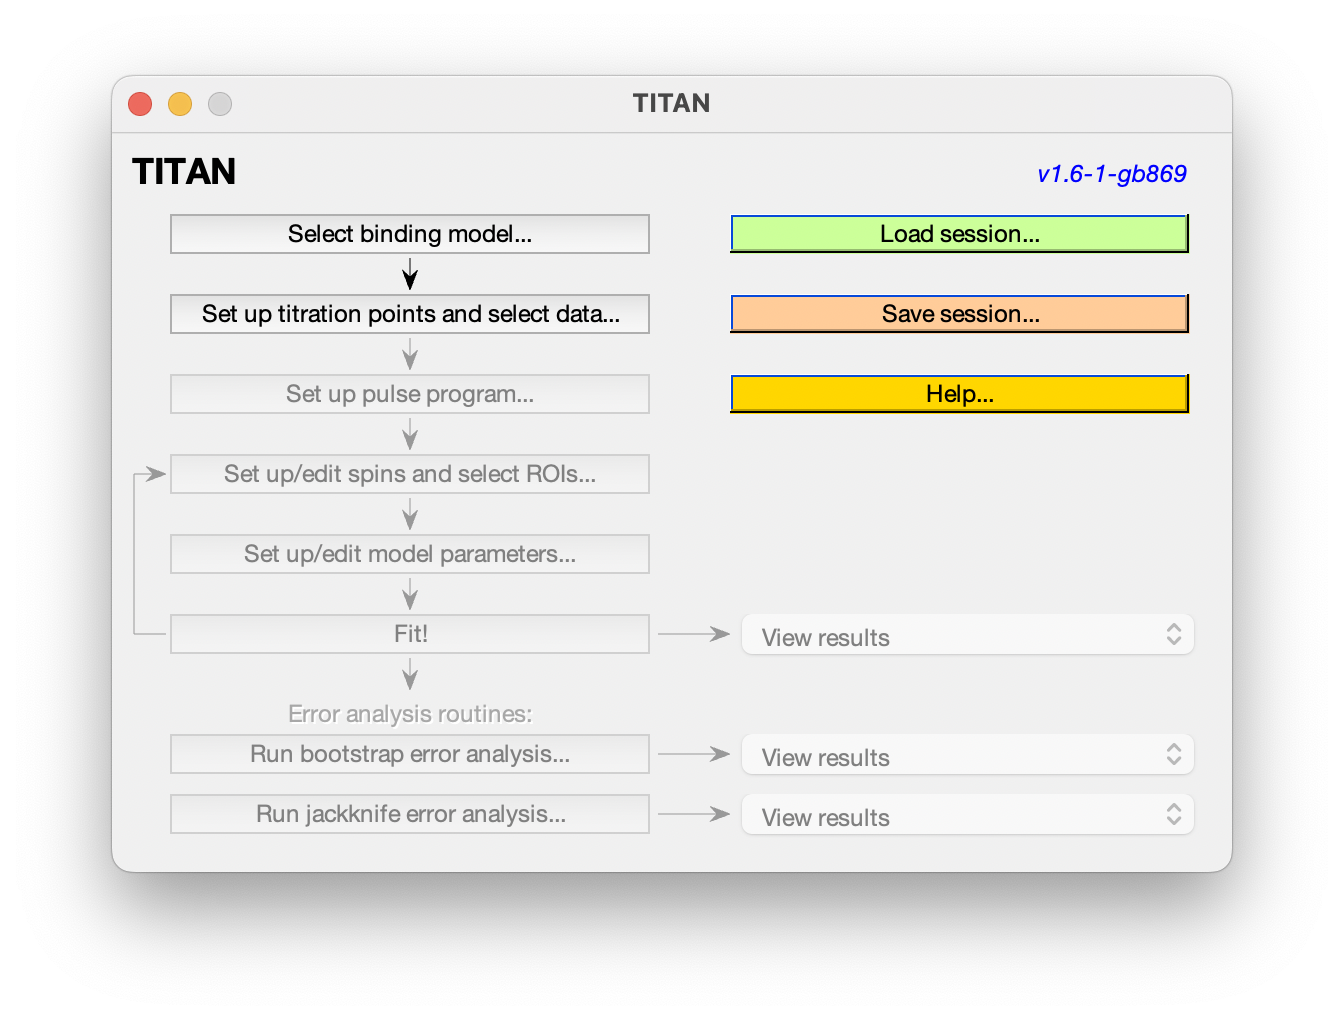 TITAN
TITAN
v1.6-1-gb869
Select binding model...
Load session...
Set up titration points and select data...
Save session...
Set up pulse program...
Help...
Set up/edit spins and select ROIs...
Set up/edit model parameters...
Fit!
View results
Error analysis routines:
Run bootstrap error analysis...
View results
Run jackknife error analysis...
View results